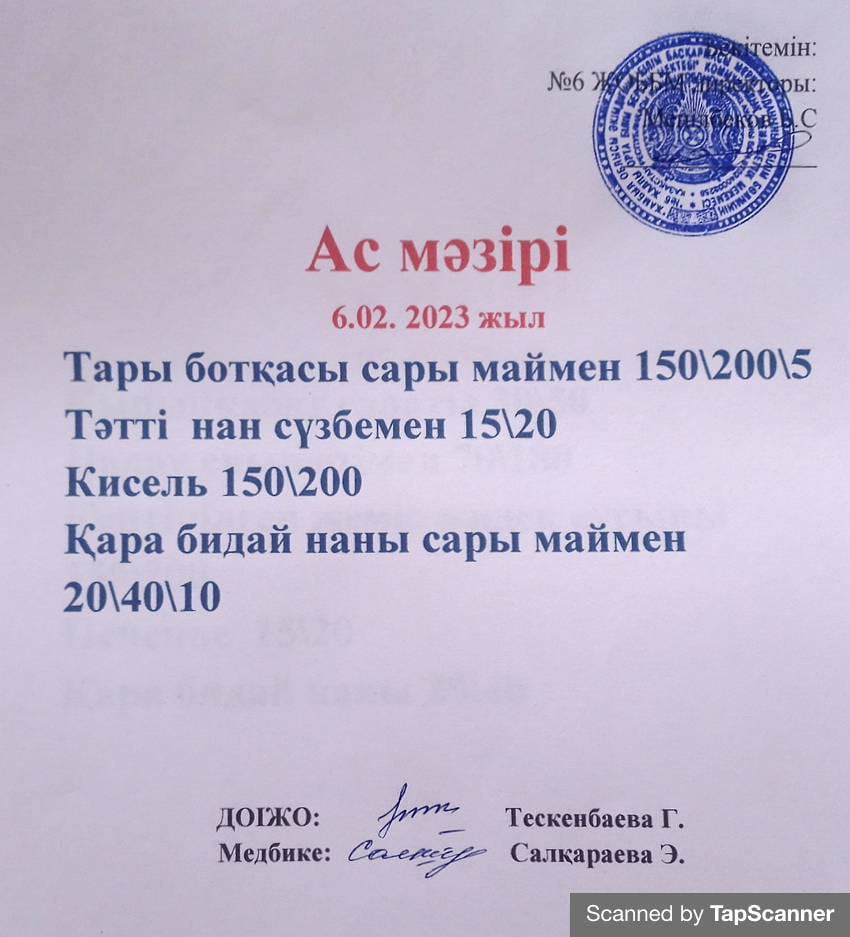 Бекітемін:
№6 ЖОББМ директоры:
Ас мәзірі
6.02. 2023 жыл
Тары ботқасы сары маймен 150\200\5
Тәтті нан сүзбемен 15\20
Кисель 150\200
Қара бидай наны сары маймен
20\40\10
ДОІЖО: Тескенбаева Г.
Медбике: Салқараева Э.
Scanned by TapScanner